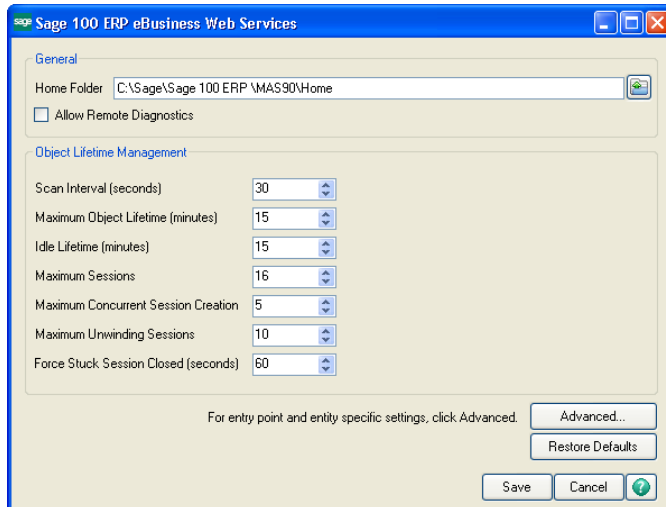 sage Sage 100 ERP eBusiness Web Services
General
Home Folder C:\Sage\Sage 100 ERP \MAS90\Home
Allow Remote Diagnostics
Object Lifetime Management
Scan Interval (seconds) 30
Maximum Object Lifetime (minutes) 15
Idle Lifetime (minutes) 15
Maximum Sessions 16
Maximum Concurrent Session Creation 5
Maximum Unwinding Sessions 10
Force Stuck Session Closed (seconds) 60
For entry point and entity specific settings, click Advanced. Advanced...
Restore Defaults
Save Cancel ?